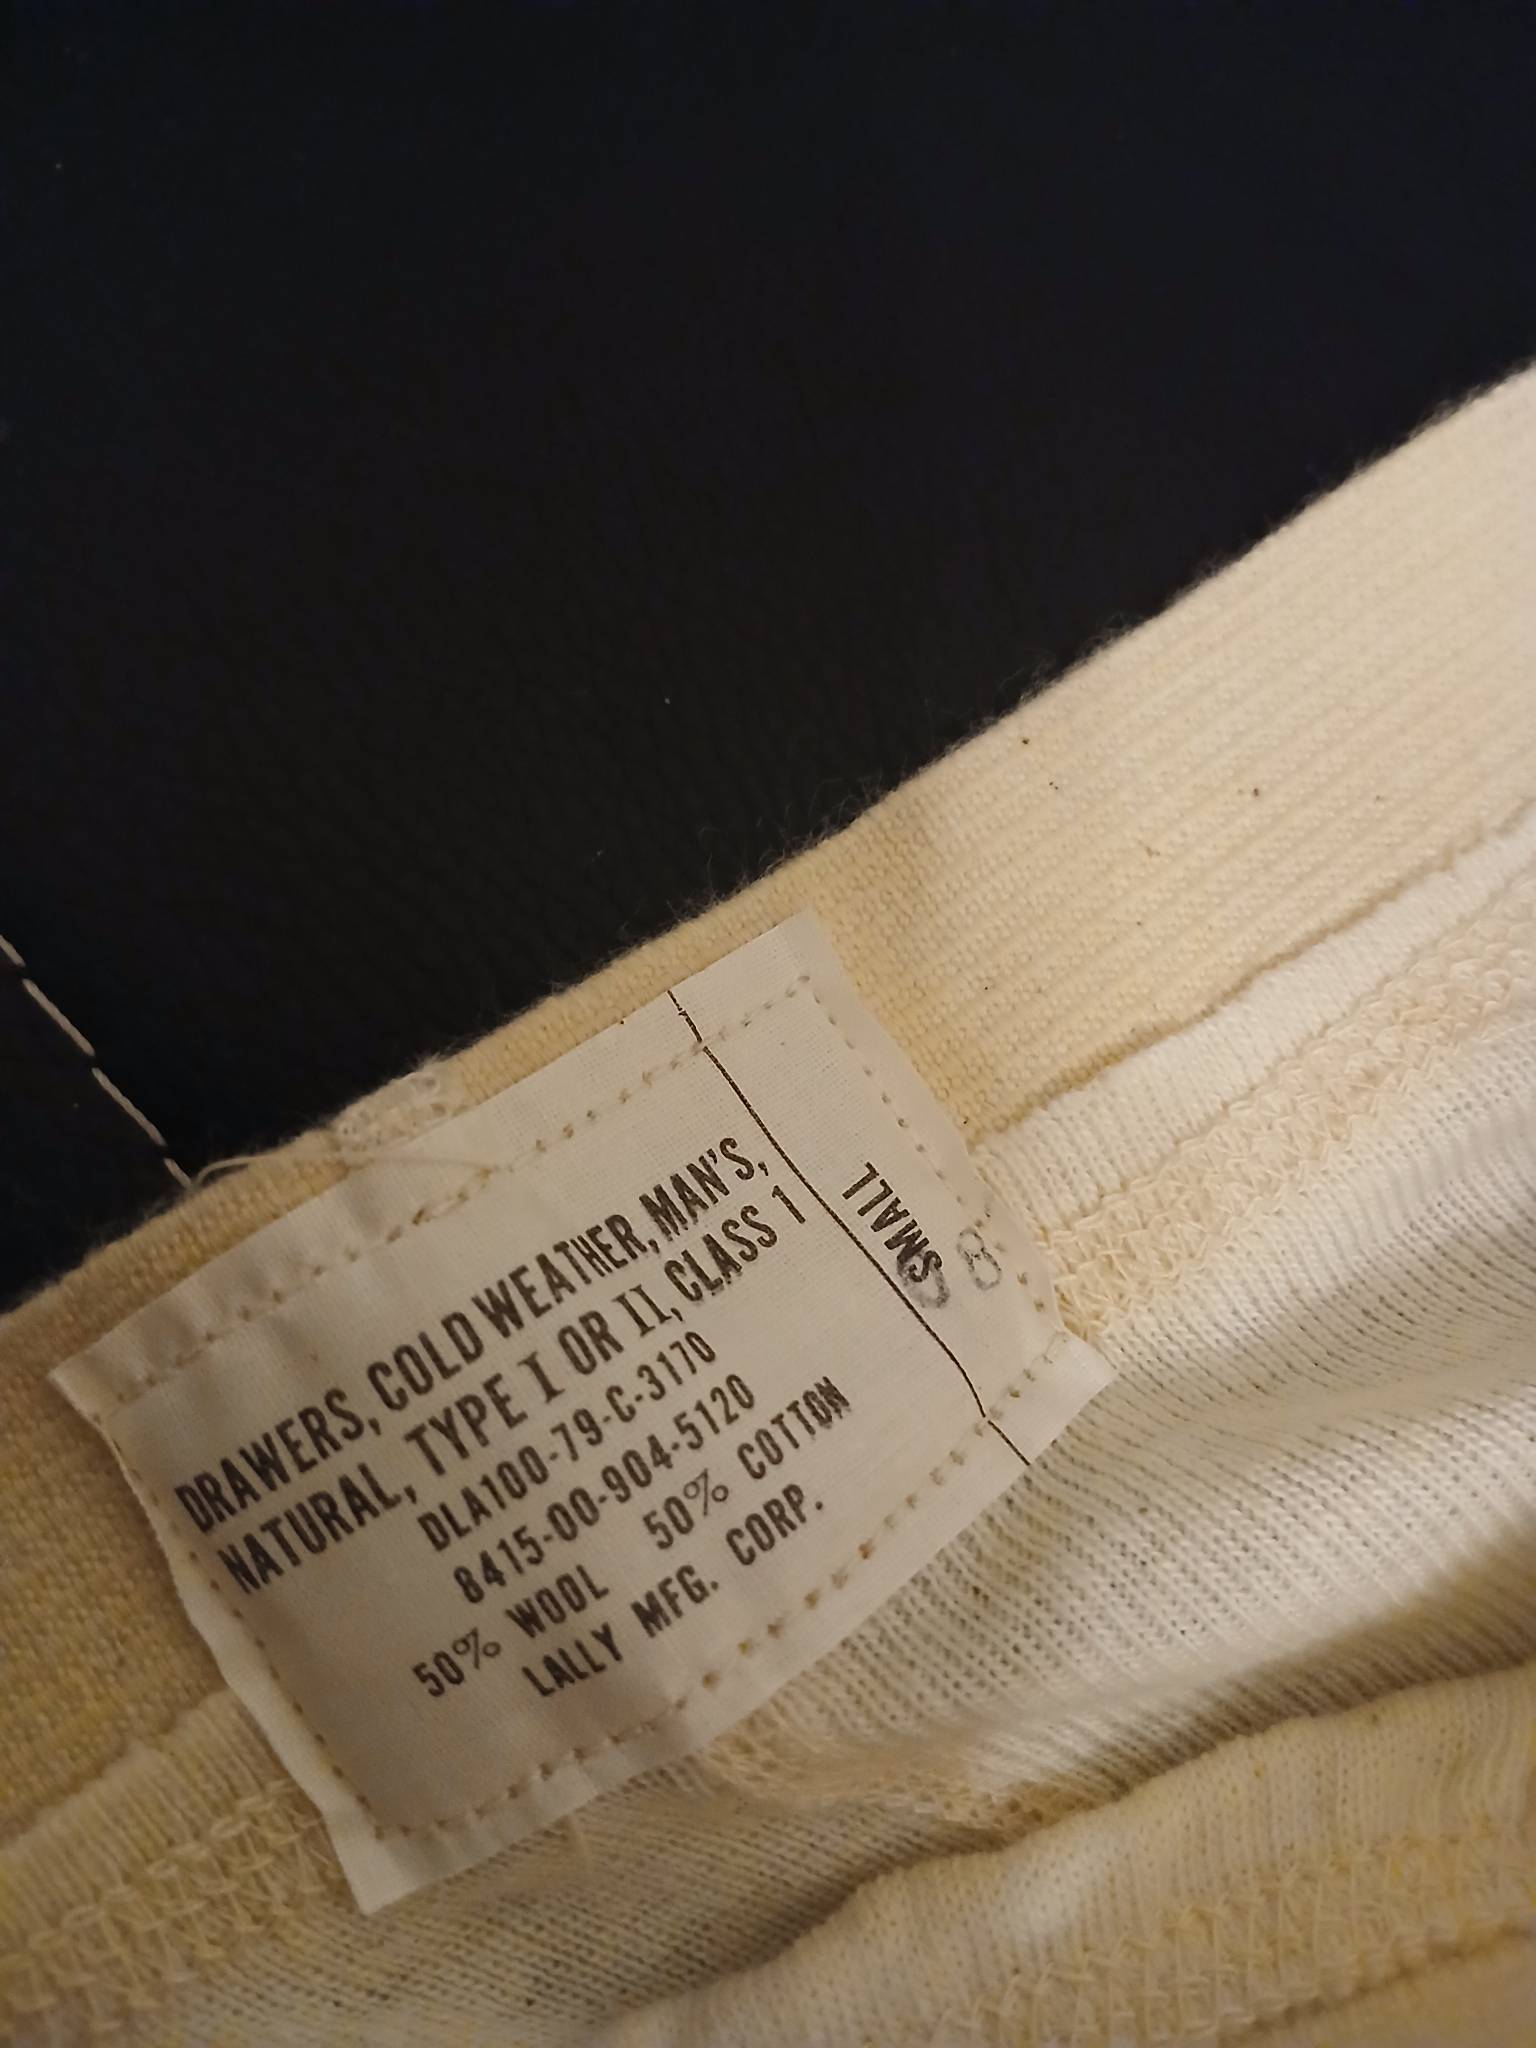 DRAWERS, COLD WEATHER, MAN'S,
NATURAL, TYPE I OR II, CLASS 1
DLA100-79-C-3170
8415-00-904-5120
50% WOOL 50% COTTON
LALLY MFG. CORP.
SMALL
8